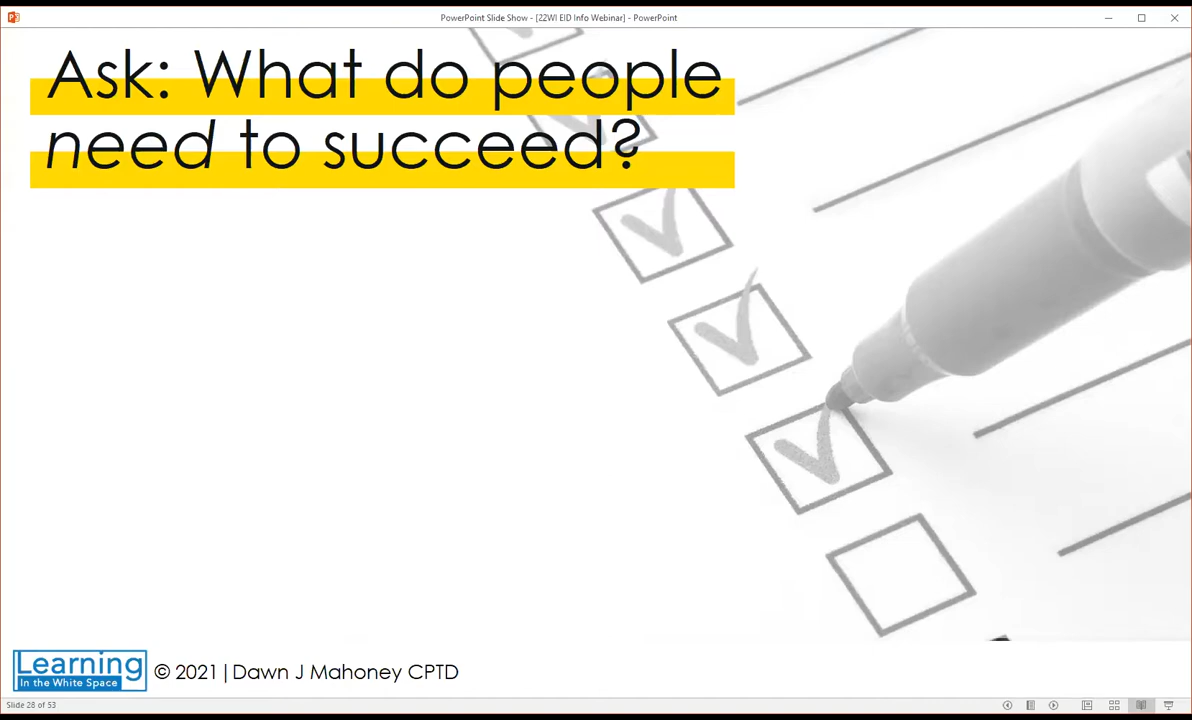 PowerPoint Slide Show - [22WI EID Info Webinar] - PowerPoint
Ask: What do people
need to succeed?
Learning
In the White Space
© 2021 | Dawn J Mahoney CPTD
Slide 28 of 53